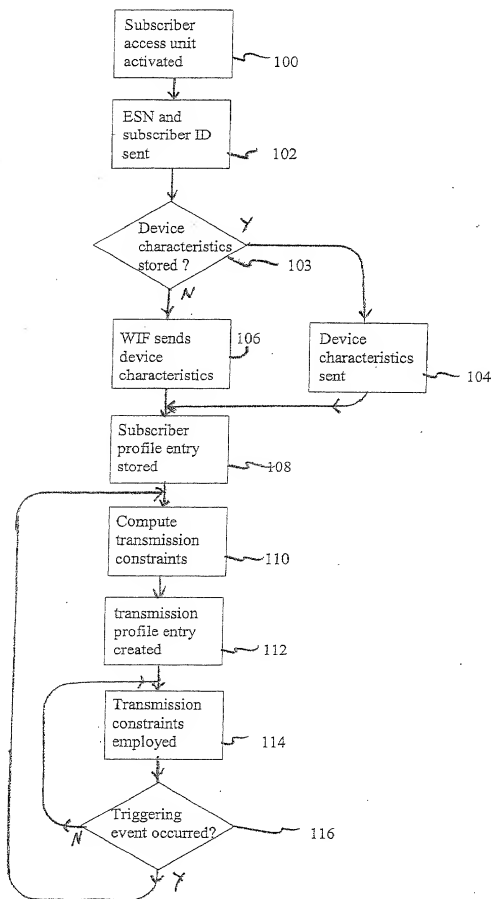 Subscriber
access unit
activated
100
ESN and
subscriber ID
sent
102
Y
Device
characteristics
stored ?
103
N
WIF sends
device
characteristics
106
Device
characteristics
sent
104
Subscriber
profile entry
stored
108
Compute
transmission
constraints
110
transmission
profile entry
created
112
Transmission
constraints
employed
114
Triggering
event occurred?
116
N
Y